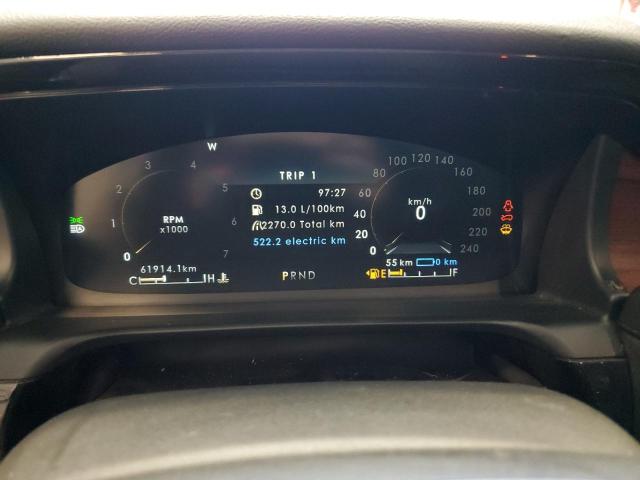 W
TRIP 1
97:27
13.0 L/100km
2270.0 Total km
522.2 electric km
0 1 2 3 4 5 6 7
RPM
x1000
0 20 40 60 80 100 120 140 160 180 200 220 240
km/h
0
61914.1km
C H
PRND
55 km 0 km
E F